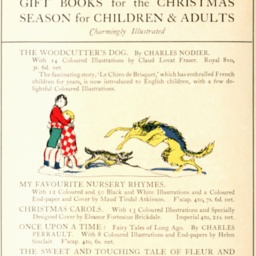 GIFT BOOKS for the CHRISTMAS
SEASON for CHILDREN & ADULTS
Charmingly Illustrated
THE WOODCUTTER'S DOG. By CHARLES NODIER.
With 14 Coloured Illustrations by Claud Lovat Fraser. Royal 8vo,
3s. 6d. net.
The fascinating story, 'Le Chien de Brisquet,' which has enthralled French
children for years, is now introduced to English children, with a few de-
lightful Coloured Illustrations.
MY FAVOURITE NURSERY RHYMES.
With 12 Coloured and 51 Black and White Illustrations and a Coloured
End-paper and Cover by Maud Tindal Atkinson. F'cap. 4to, 7s. 6d. net.
CHRISTMAS CAROLS. With 13 Coloured Illustrations and Specially
Designed Cover by Eleanor Fortescue Brickdale. Imperial 4to, net.
ONCE UPON A TIME: Fairy Tales of Long Ago. By CHARLES
PERRAULT. With 8 Coloured Illustrations and End-papers by Helen
Sinclair. F'cap. 4to, 6s. net.
THE SWEET AND TOUCHING TALE OF FLEUR AND